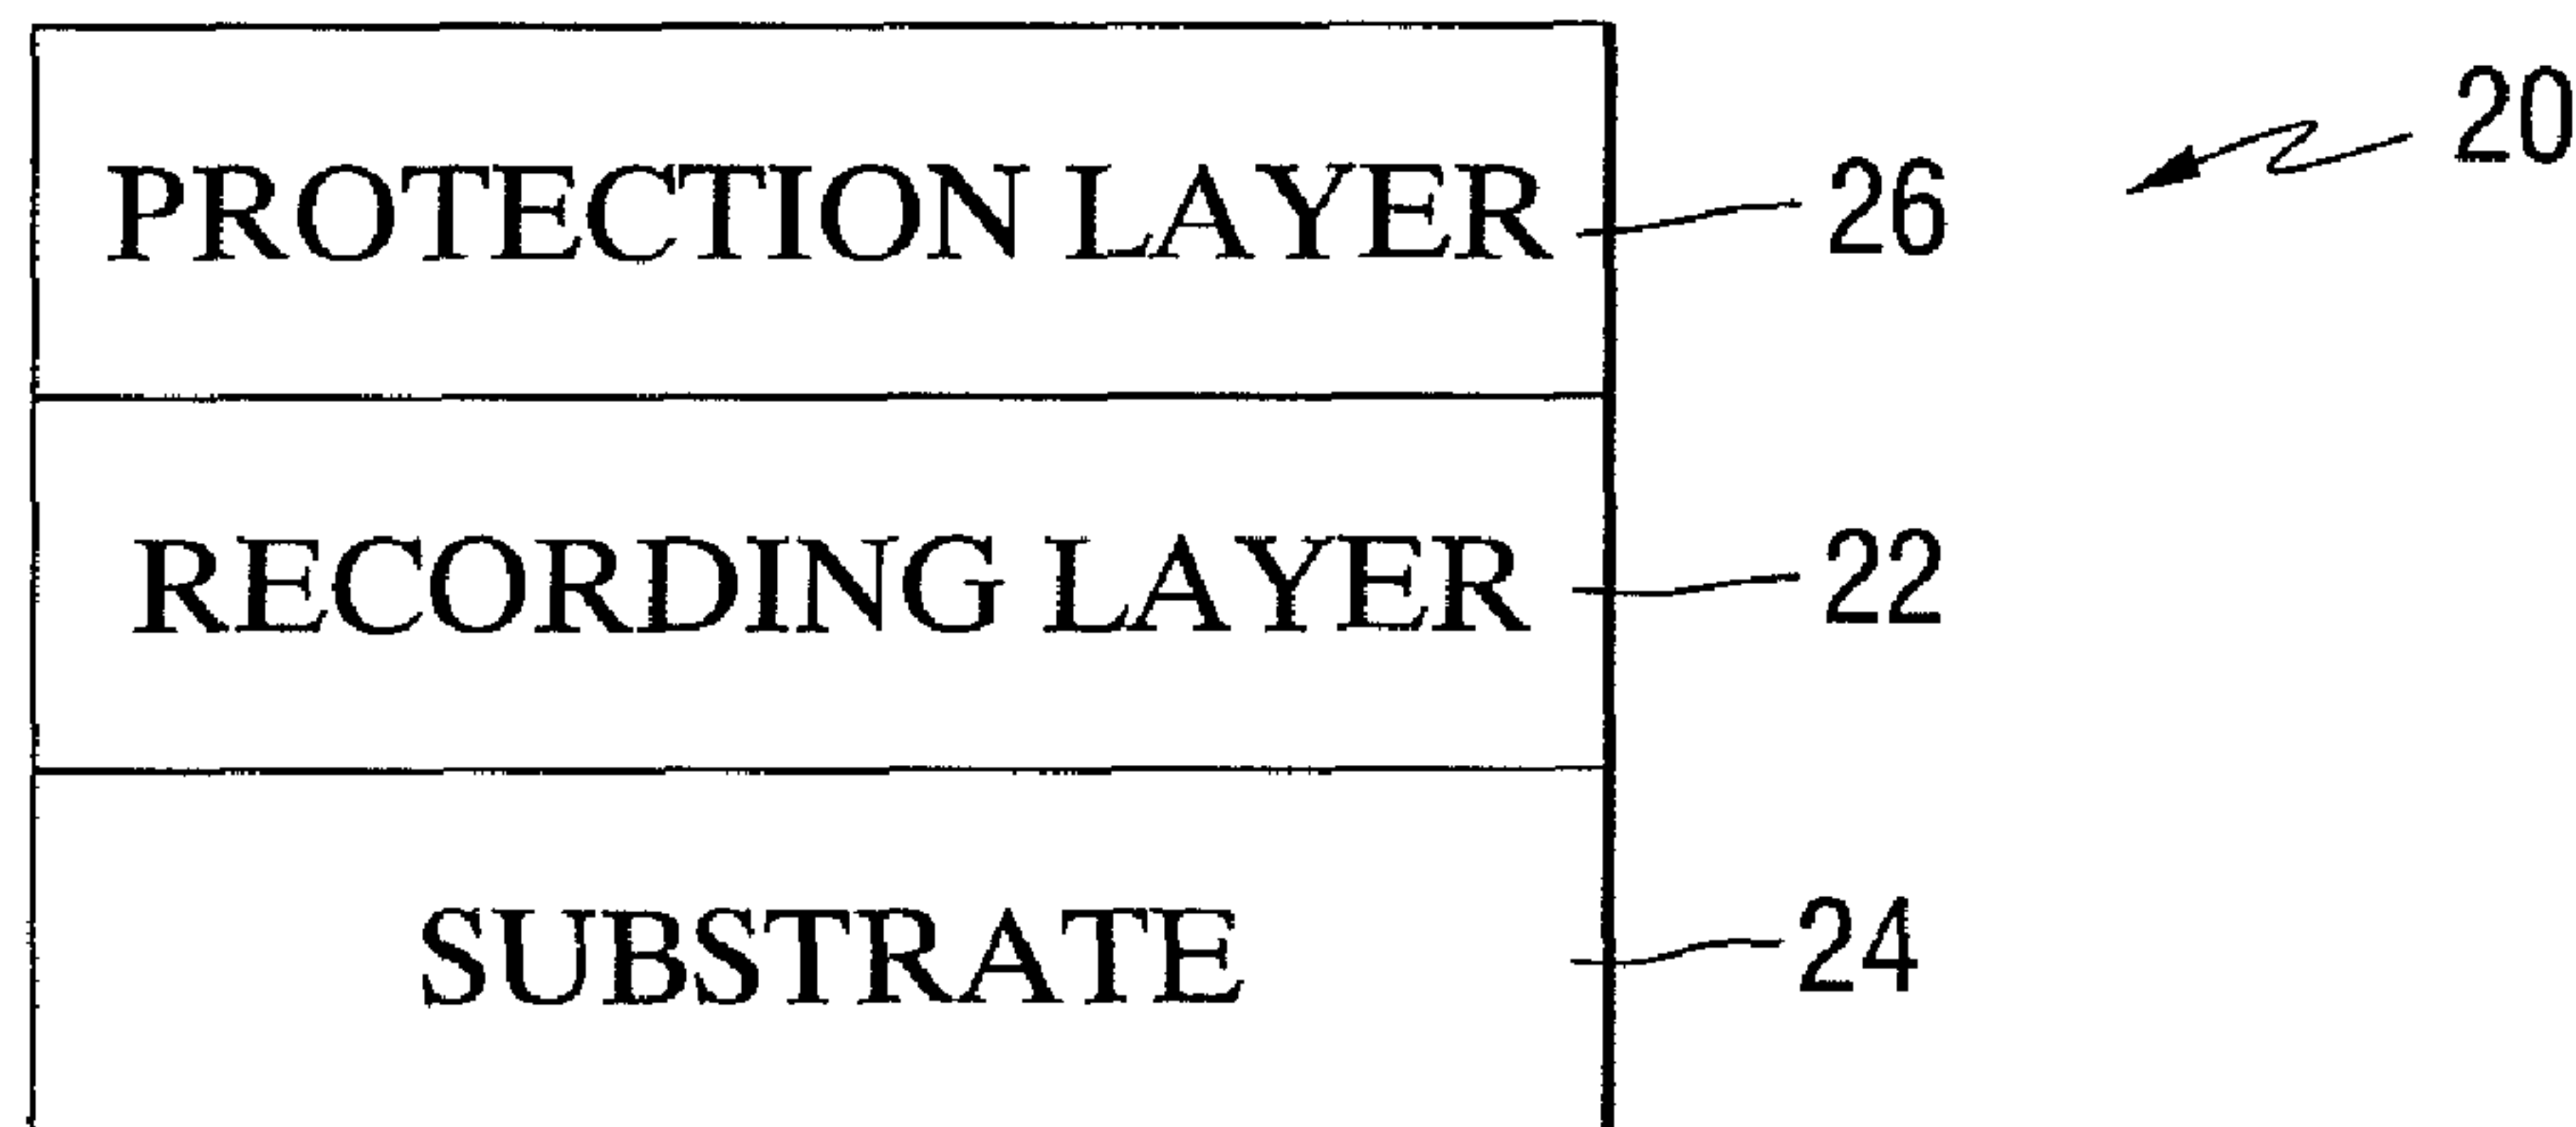 20
PROTECTION LAYER 26
RECORDING LAYER 22
SUBSTRATE 24